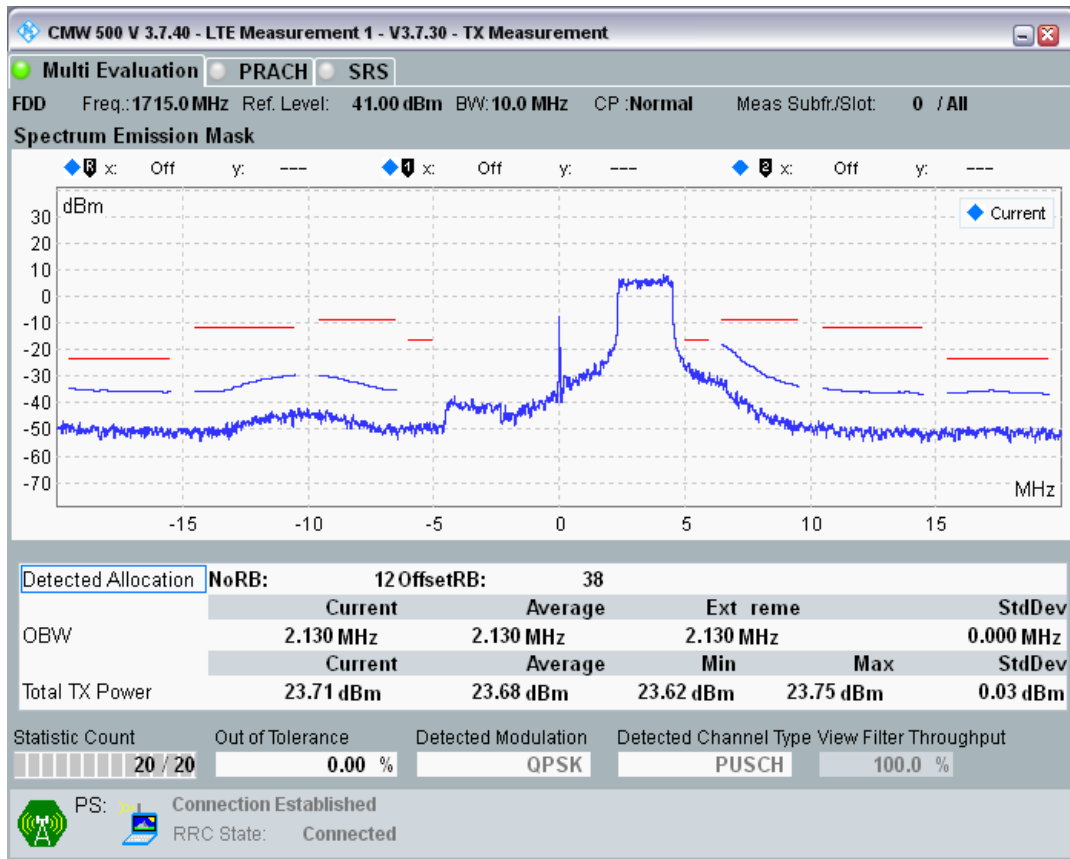 CMW 500 V 3.7.40 - LTE Measurement 1 - V3.7.30 - TX Measurement
Multi Evaluation PRACH SRS
FDD Freq.: 1715.0 MHz Ref. Level: 41.00 dBm BW: 10.0 MHz CP : Normal Meas Subfr./Slot: 0 / All
Spectrum Emission Mask
R x: Off y: --- 1 x: Off y: --- 2 x: Off y: ---
dBm
Current
30
20
10
0
-10
-20
-30
-40
-50
-60
-70
MHz
-15 -10 -5 0 5 10 15
Detected Allocation NoRB: 12 OffsetRB: 38
Current Average Ext reme StdDev
OBW 2.130 MHz 2.130 MHz 2.130 MHz 0.000 MHz
Current Average Min Max StdDev
Total TX Power 23.71 dBm 23.68 dBm 23.62 dBm 23.75 dBm 0.03 dBm
Statistic Count Out of Tolerance Detected Modulation Detected Channel Type View Filter Throughput
20 / 20 0.00 % QPSK PUSCH 100.0 %
PS: Connection Established
RRC State: Connected